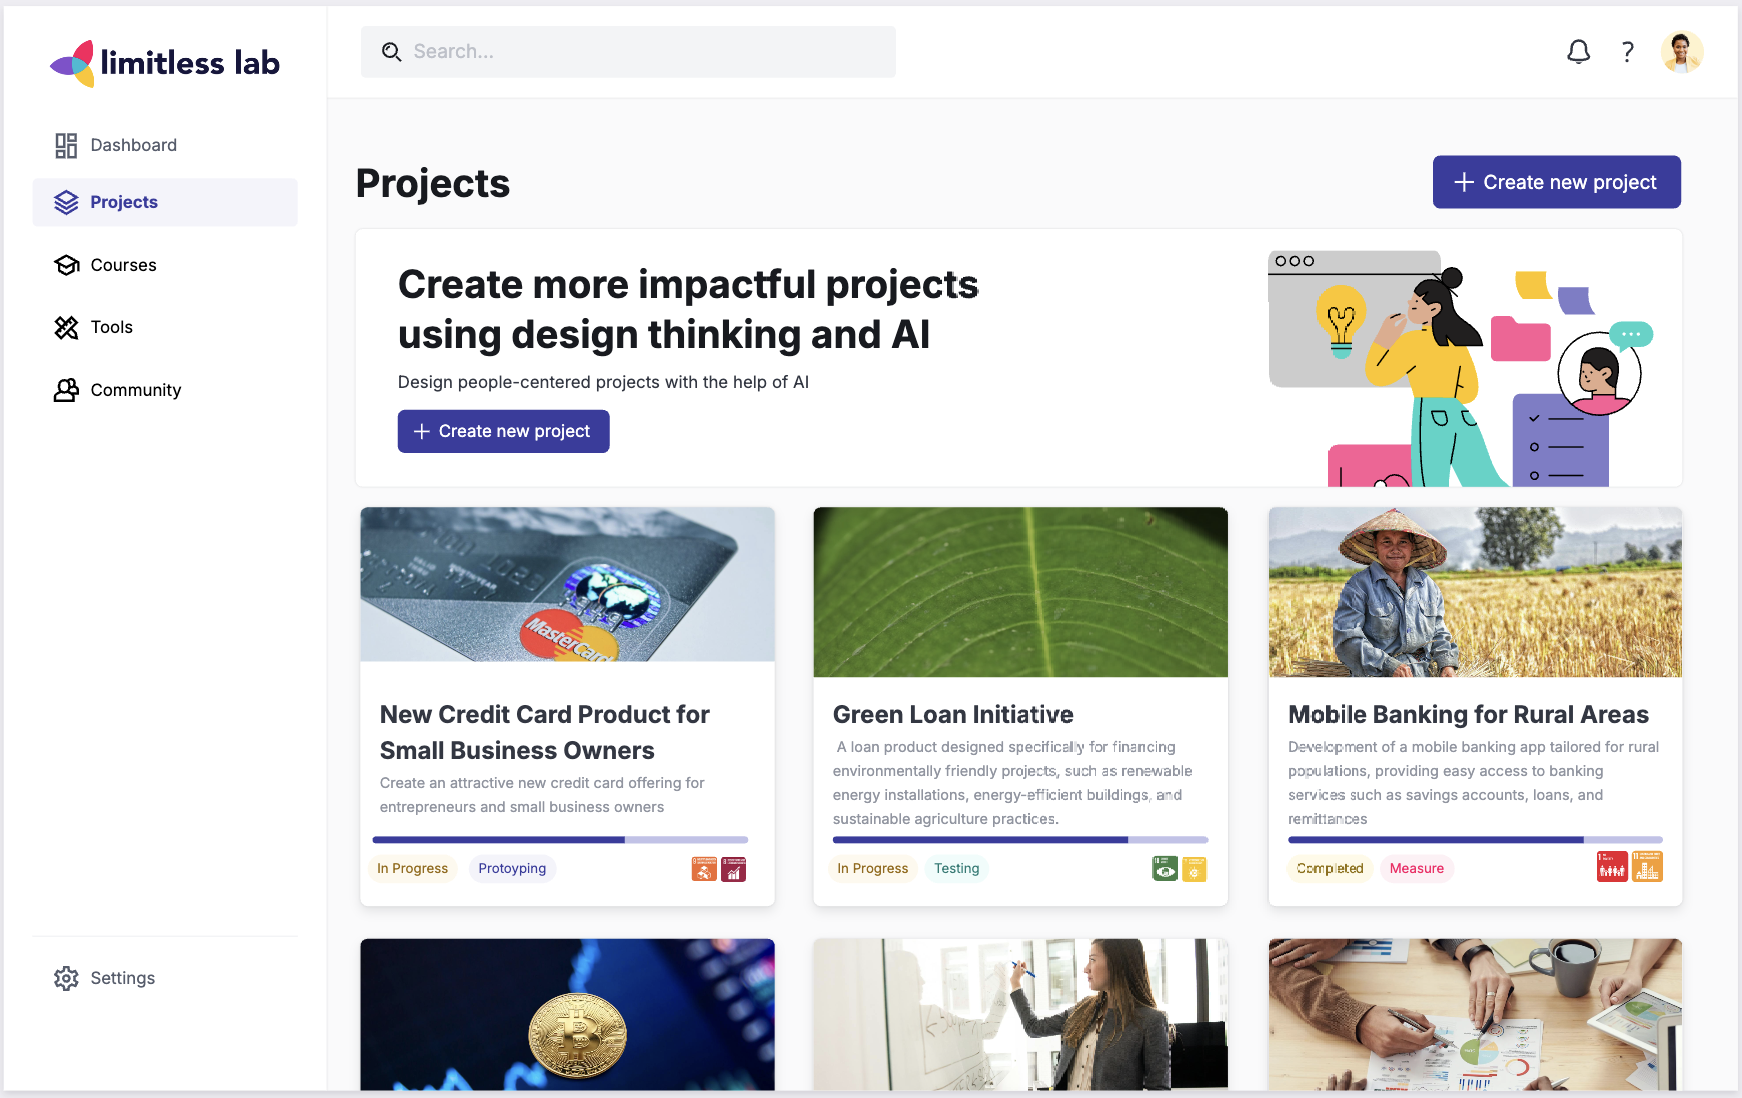 limitless lab
Search...
Dashboard
Projects
Courses
Tools
Community
Settings
Projects
Create new project
Create more impactful projects
using design thinking and AI
Design people-centered projects with the help of AI
Create new project
MasterCard
New Credit Card Product for
Small Business Owners
Create an attractive new credit card offering for
entrepreneurs and small business owners
In Progress
Protoyping
Green Loan Initiative
A loan product designed specifically for financing
environmentally friendly projects, such as renewable
energy installations, energy-efficient buildings, and
sustainable agriculture practices.
In Progress
Testing
Mobile Banking for Rural Areas
Development of a mobile banking app tailored for rural
populations, providing easy access to banking
services such as savings accounts, loans, and
remittances
Completed
Measure